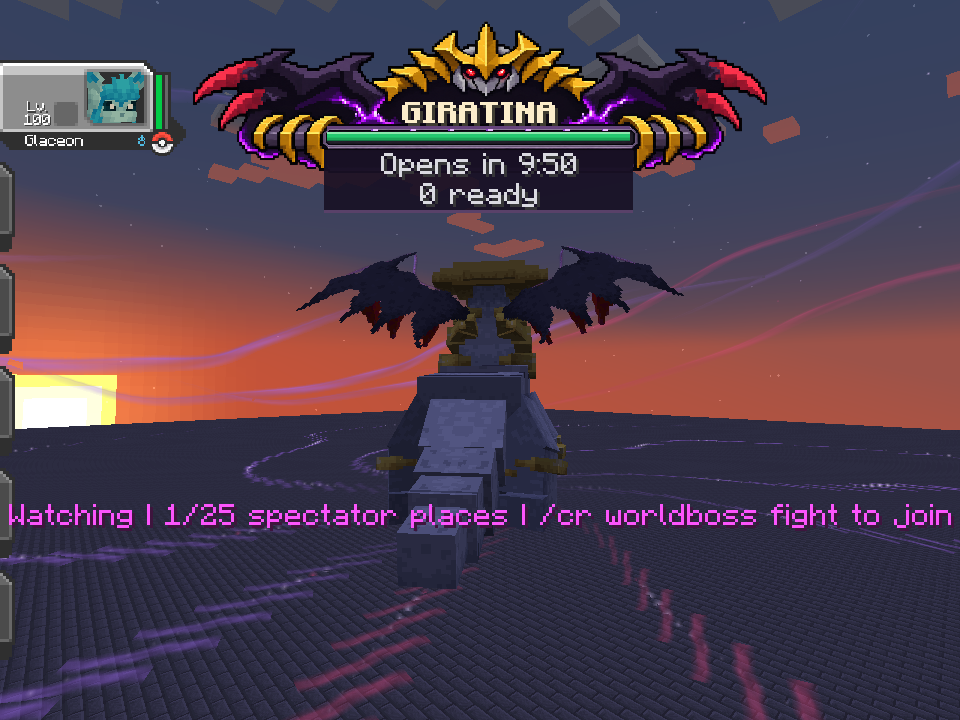 GIRATINA
Opens in 9:50
0 ready
Lv.
100
Glaceon
Watching | 1/25 spectator places | /cr worldboss fight to join